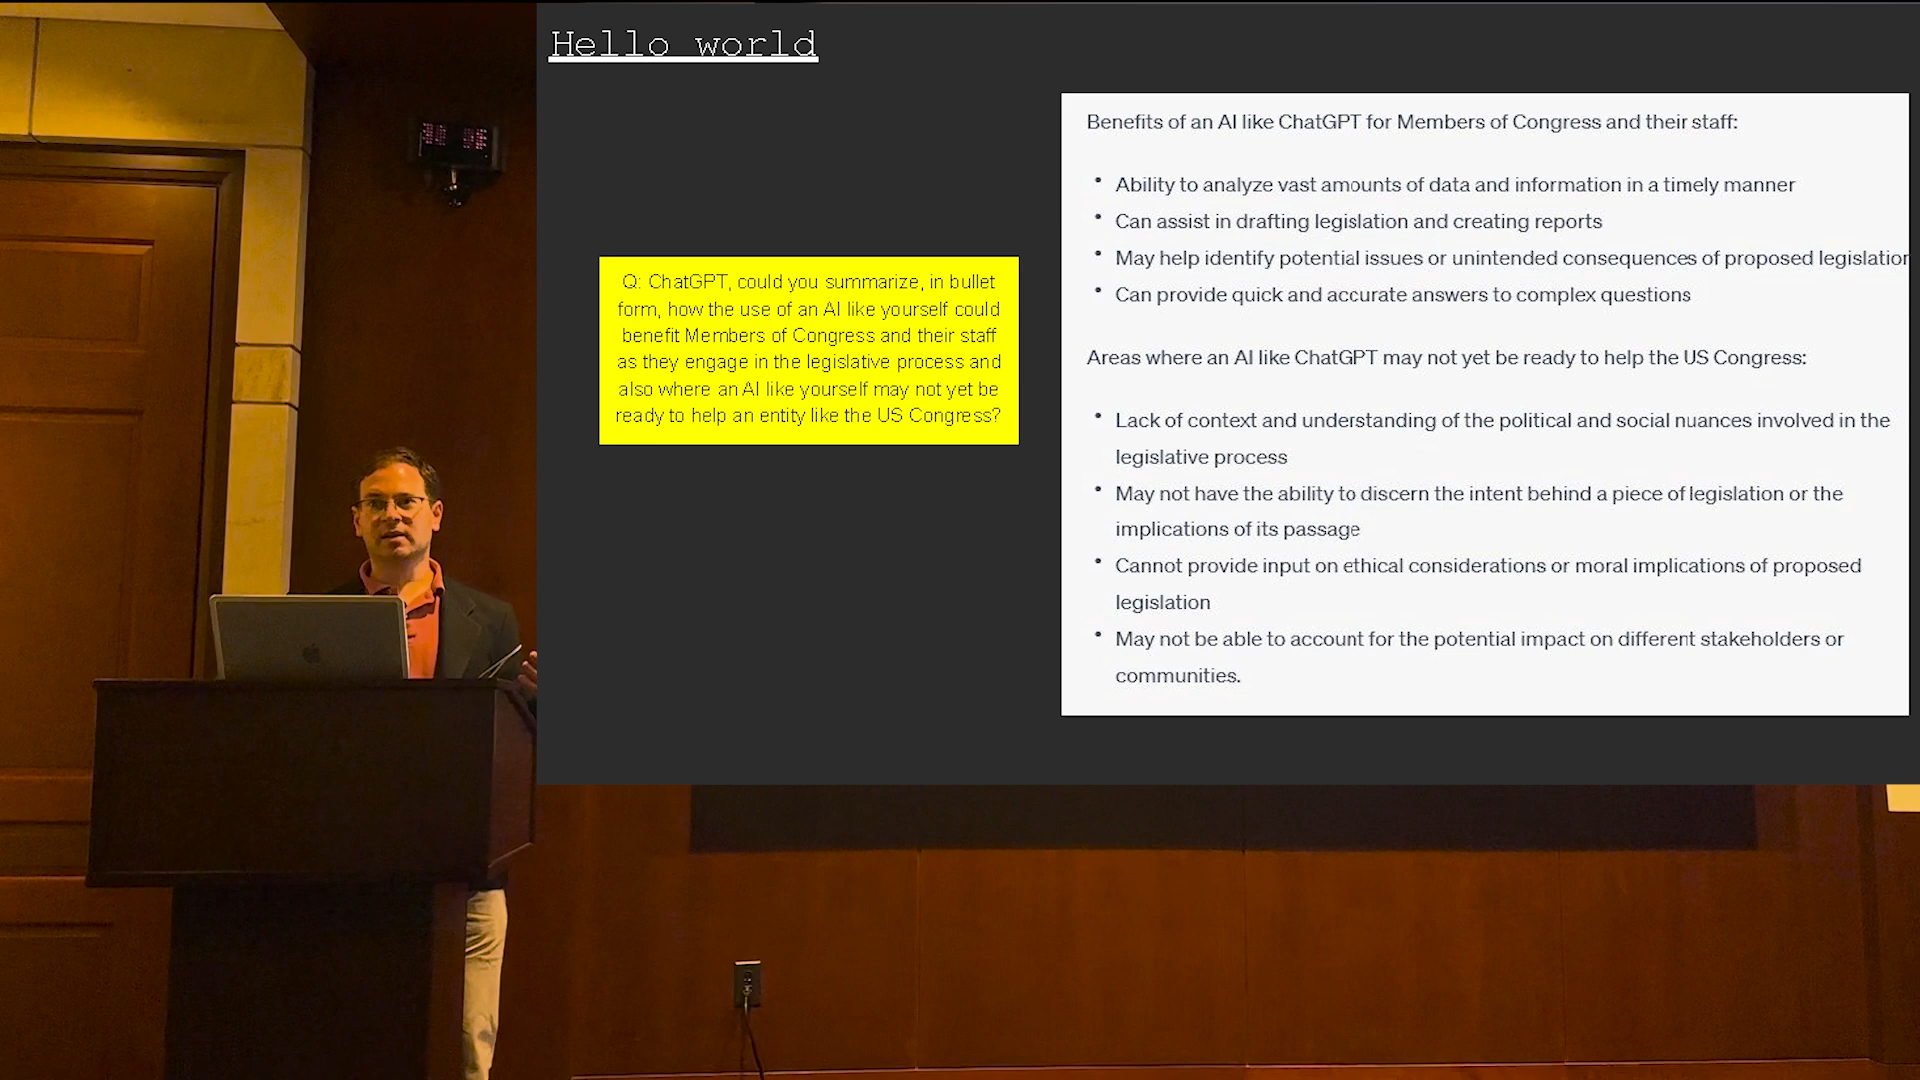 Hello world
Q: ChatGPT, could you summarize, in bullet
form, how the use of an AI like yourself could
benefit Members of Congress and their staff
as they engage in the legislative process and
also where an AI like yourself may not yet be
ready to help an entity like the US Congress?
Benefits of an AI like ChatGPT for Members of Congress and their staff:
• Ability to analyze vast amounts of data and information in a timely manner
• Can assist in drafting legislation and creating reports
• May help identify potential issues or unintended consequences of proposed legislation
• Can provide quick and accurate answers to complex questions
Areas where an AI like ChatGPT may not yet be ready to help the US Congress:
• Lack of context and understanding of the political and social nuances involved in the
legislative process
• May not have the ability to discern the intent behind a piece of legislation or the
implications of its passage
• Cannot provide input on ethical considerations or moral implications of proposed
legislation
• May not be able to account for the potential impact on different stakeholders or
communities.